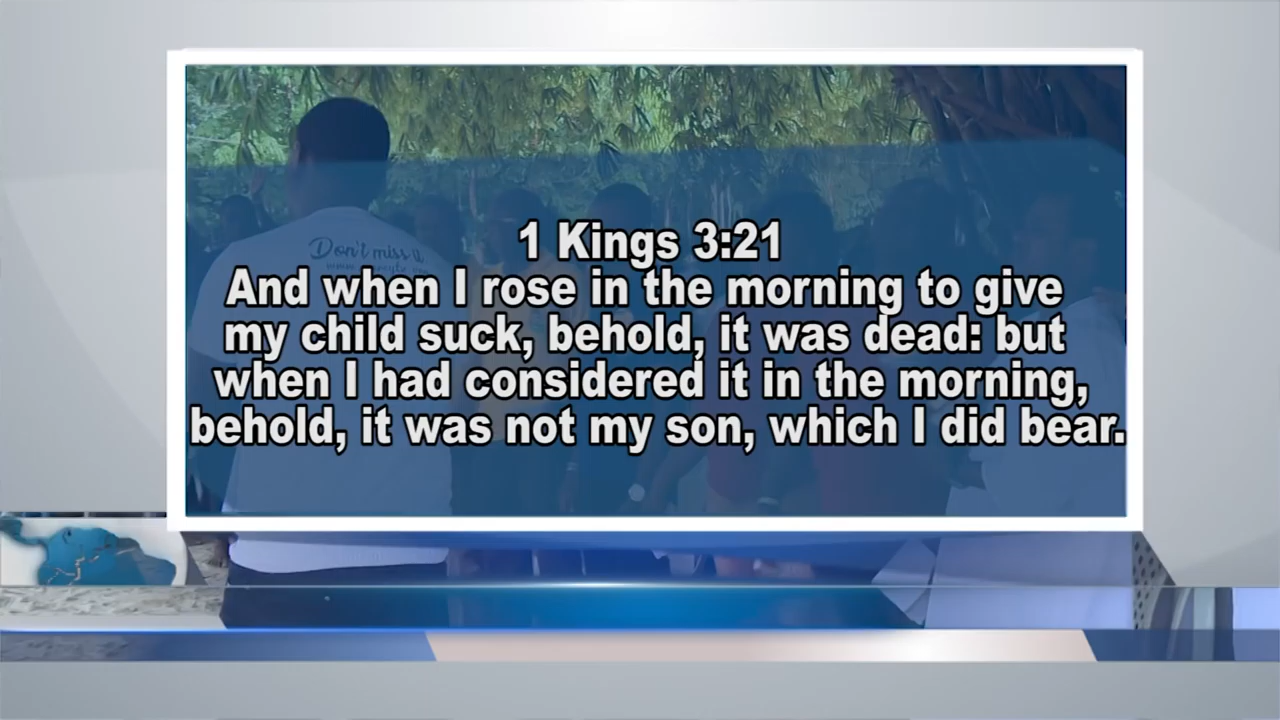 Don't miss it
1 Kings 3:21
And when I rose in the morning to give
my child suck, behold, it was dead: but
when I had considered it in the morning,
behold, it was not my son, which I did bear.